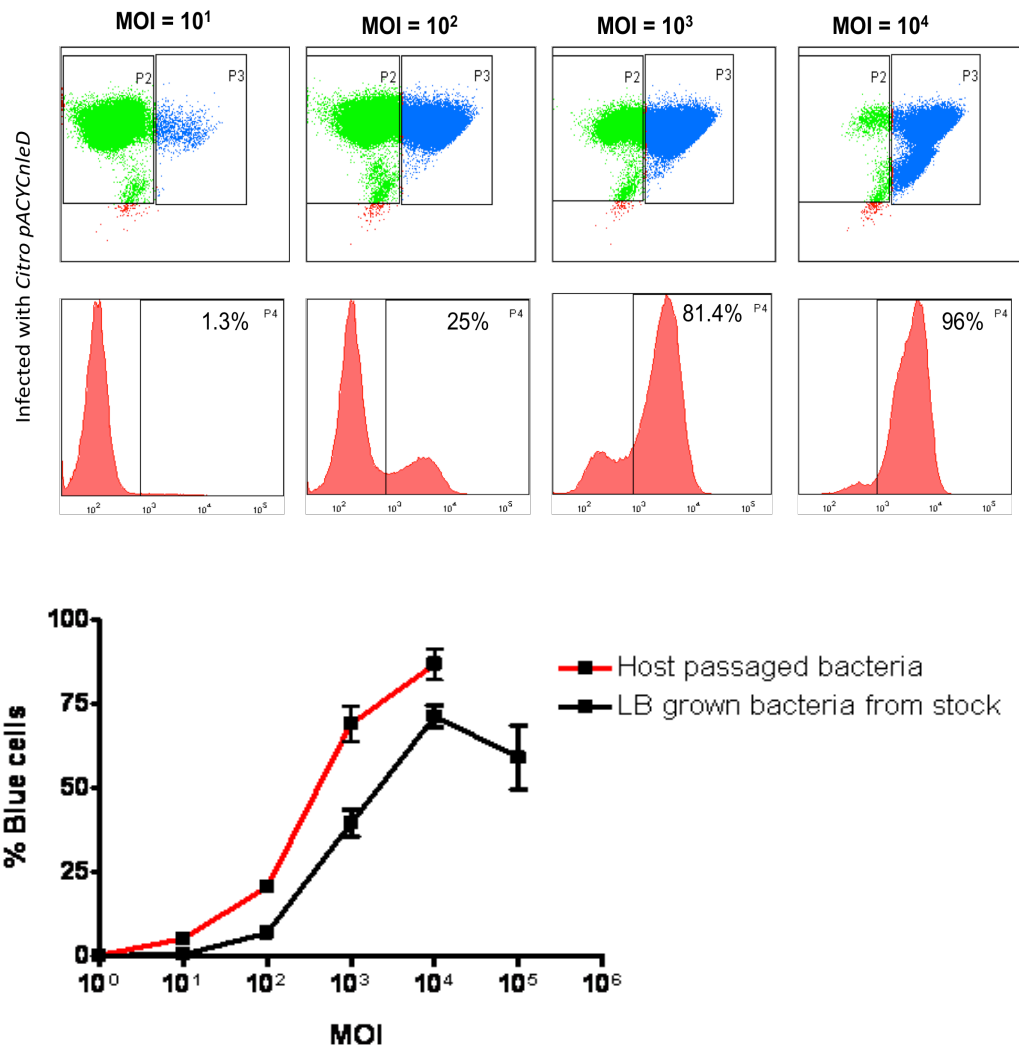 MOI = 10¹ MOI = 10² MOI = 10³ MOI = 10⁴
Infected with Citro pACYCnleD
P2 P3 P2 P3 P2 P3 P2 P3
1.3% P4 25% P4 81.4% P4 96% P4
10² 10³ 10⁴ 10⁵ 10² 10³ 10⁴ 10⁵ 10² 10³ 10⁴ 10⁵ 10² 10³ 10⁴ 10⁵
% Blue cells
100
75
50
25
0
10⁰ 10¹ 10² 10³ 10⁴ 10⁵ 10⁶
MOI
Host passaged bacteria
LB grown bacteria from stock